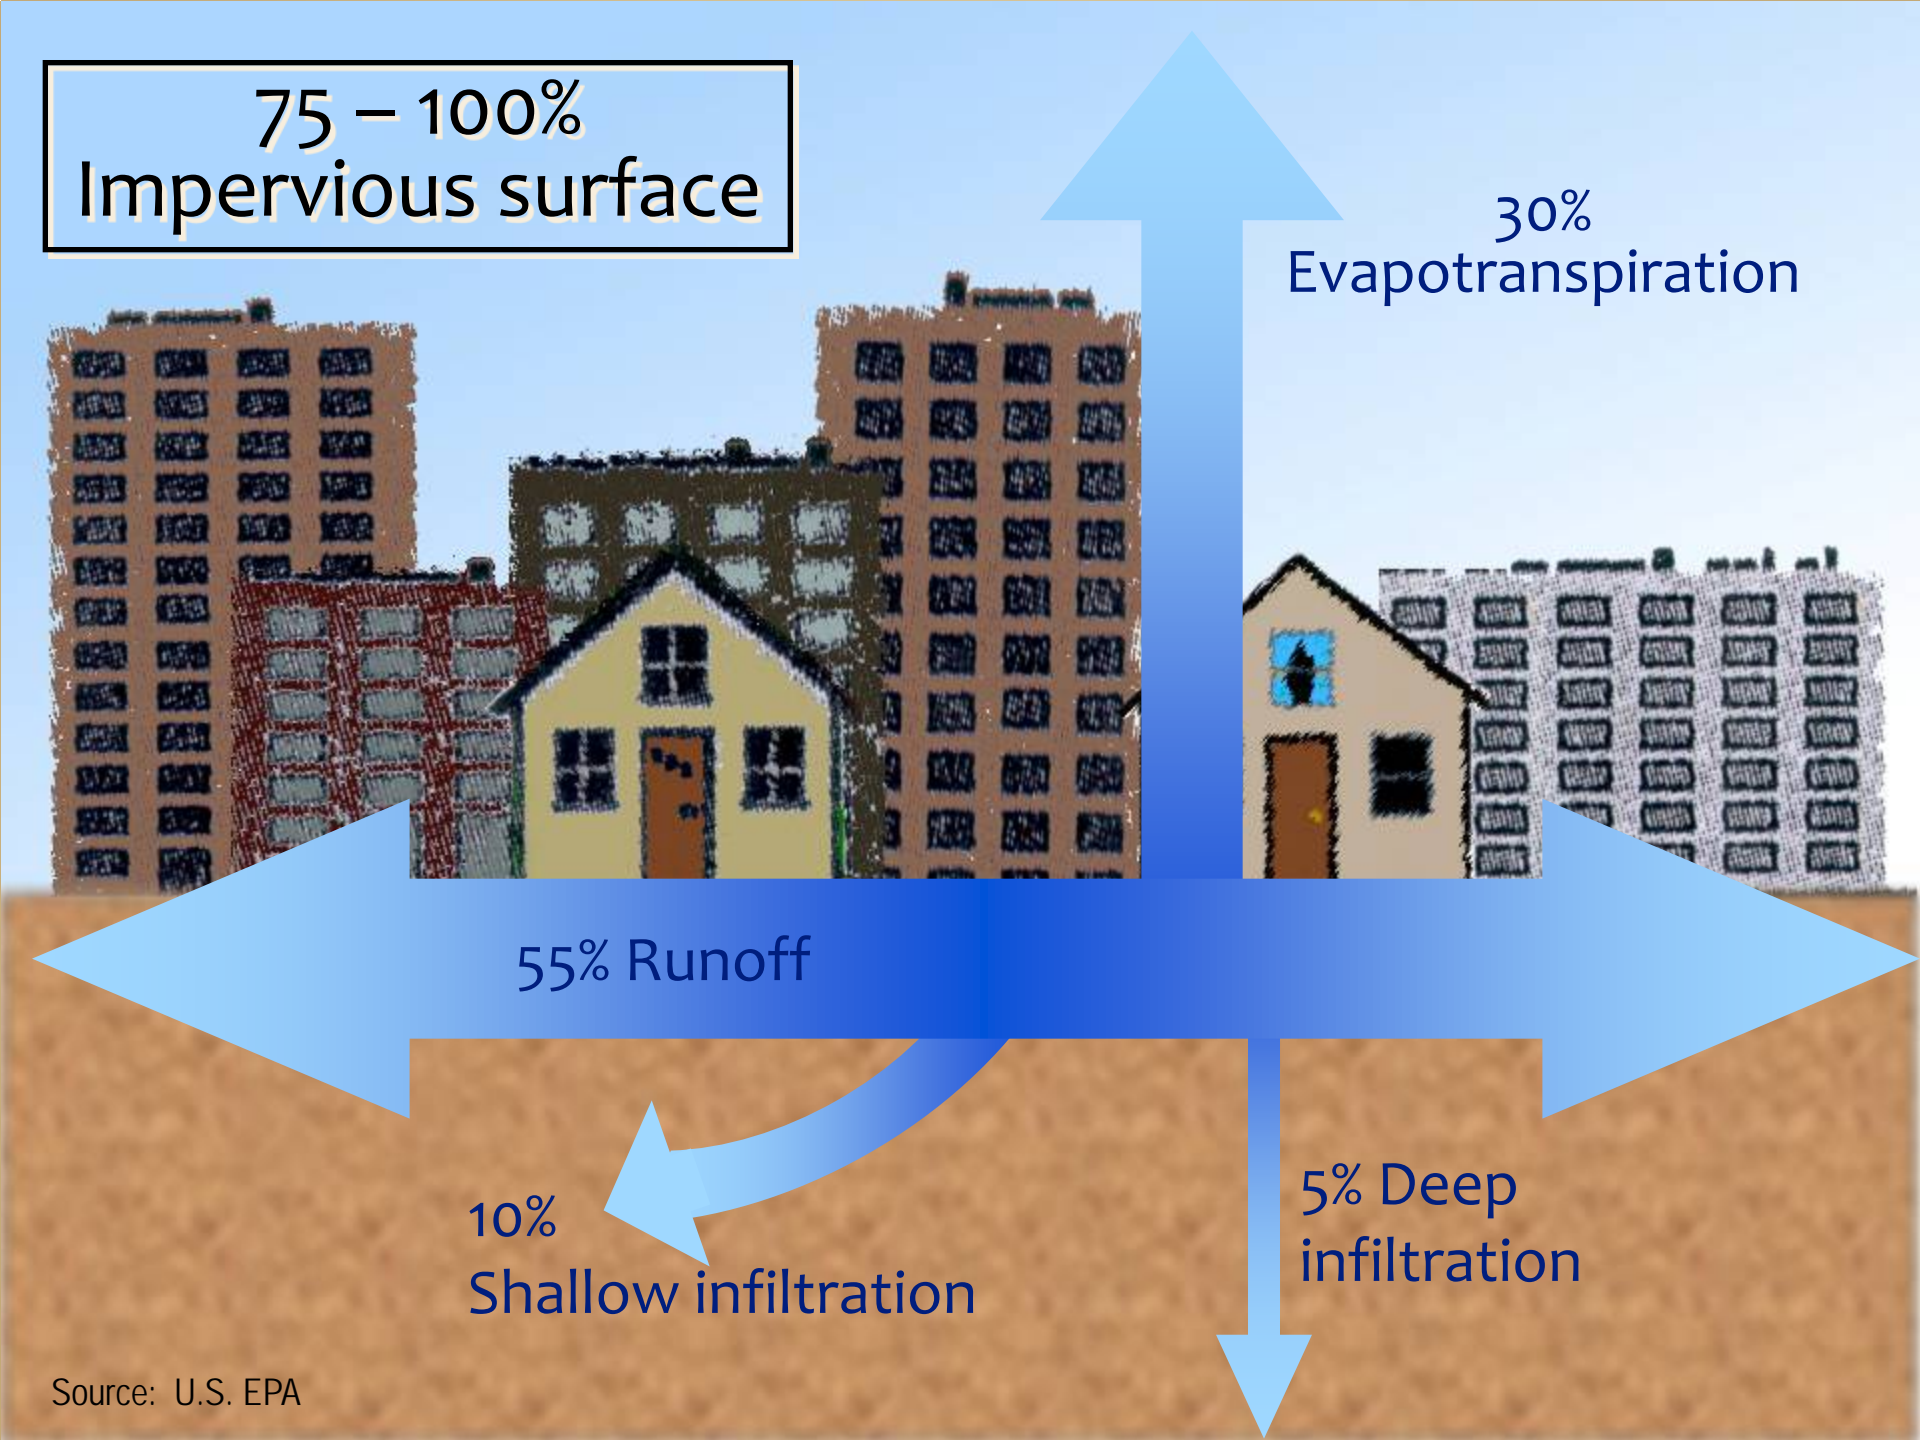 75 – 100%
Impervious surface
30%
Evapotranspiration
55% Runoff
10%
Shallow infiltration
5% Deep
infiltration
Source: U.S. EPA